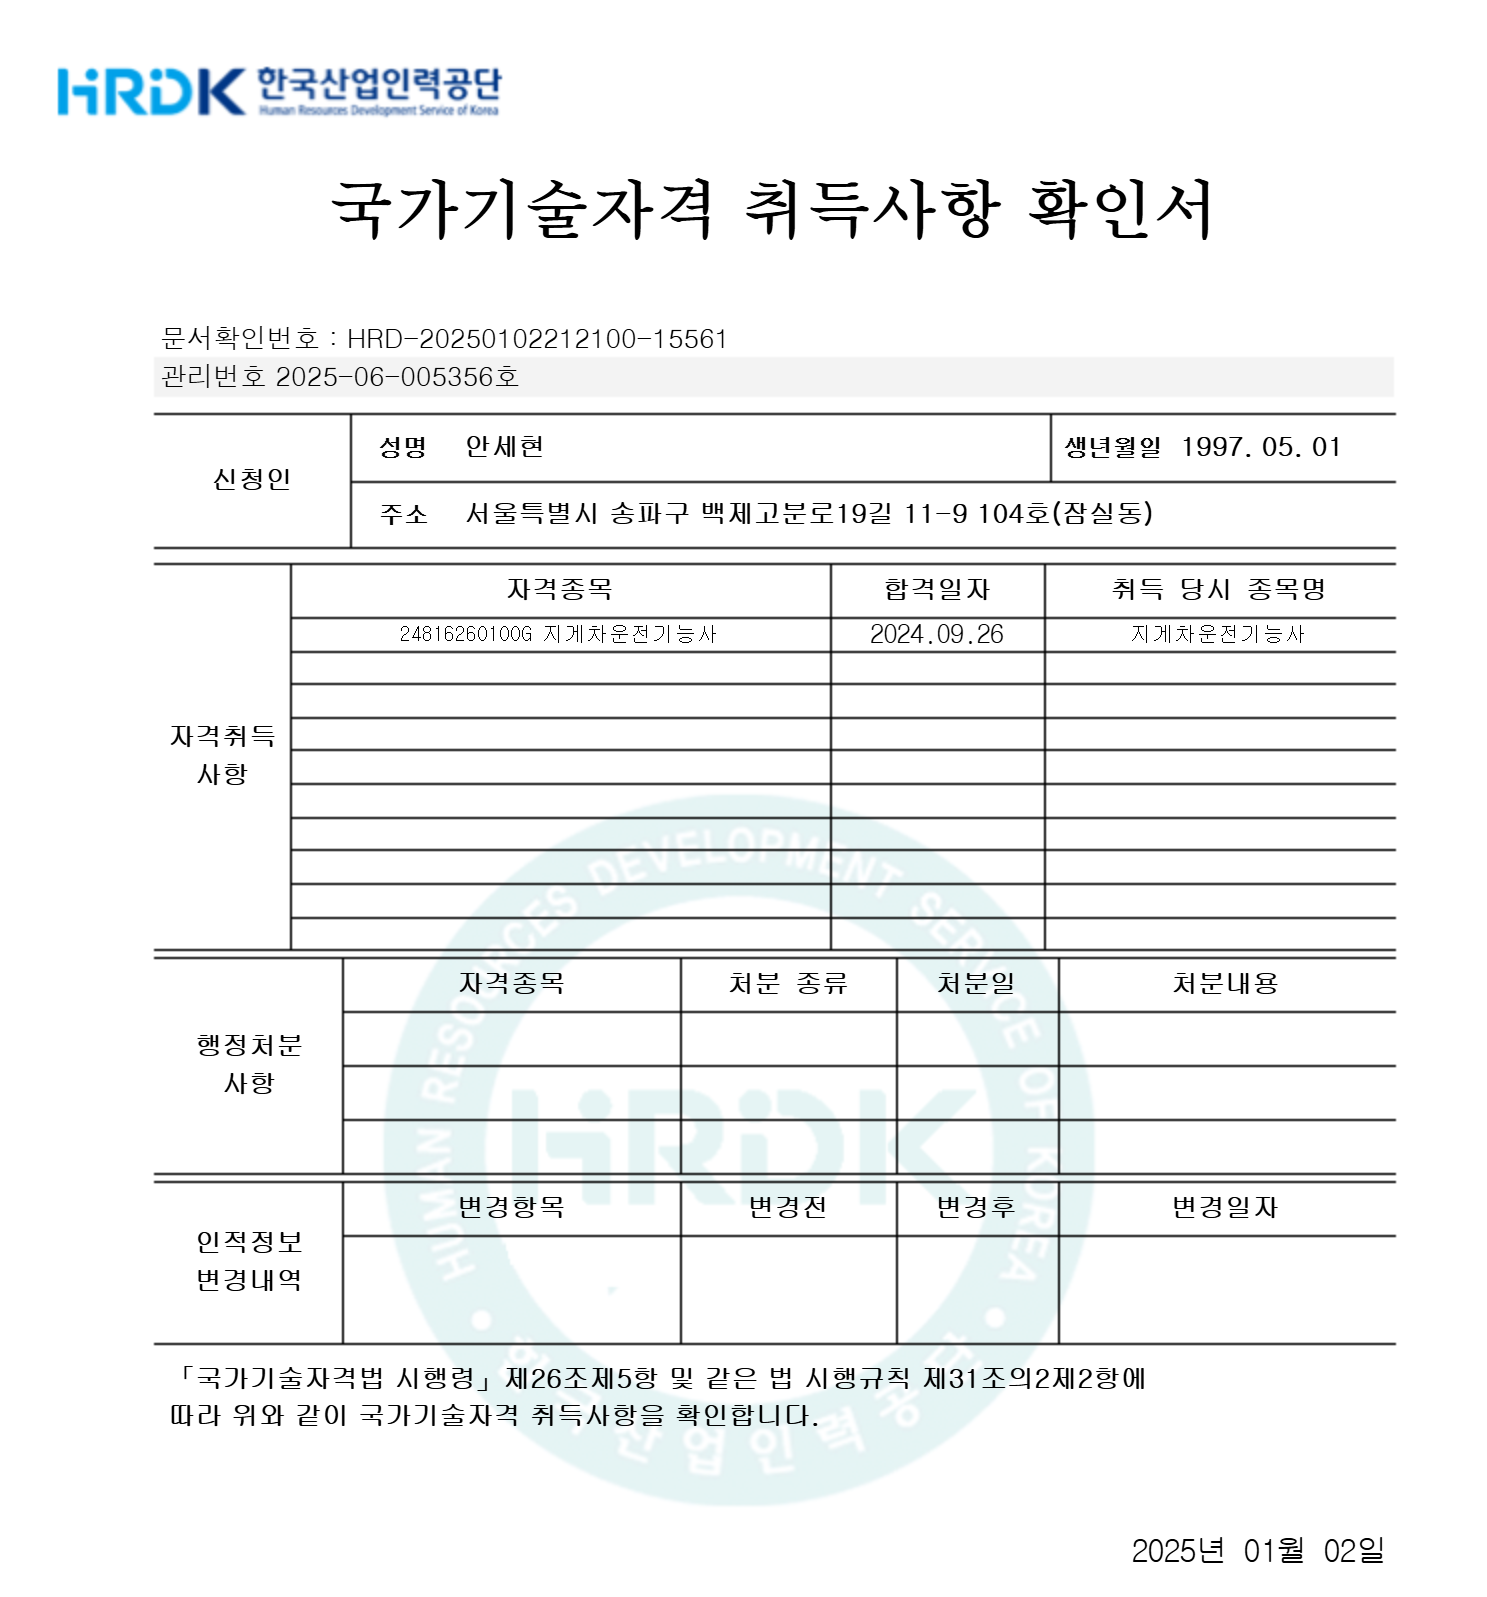 HRDK 한국산업인력공단
Human Resources Development Service of Korea
국가기술자격 취득사항 확인서
문서확인번호 : HRD-20250102212100-15561
관리번호 2025-06-005356호
신청인
성명 안세현 생년월일 1997. 05. 01
주소 서울특별시 송파구 백제고분로19길 11-9 104호(잠실동)
자격취득
사항
자격종목 합격일자 취득 당시 종목명
24816260100G 지게차운전기능사 2024.09.26 지게차운전기능사
행정처분
사항
자격종목 처분 종류 처분일 처분내용
인적정보
변경내역
변경항목 변경전 변경후 변경일자
「국가기술자격법 시행령」 제26조제5항 및 같은 법 시행규칙 제31조의2제2항에
따라 위와 같이 국가기술자격 취득사항을 확인합니다.
2025년 01월 02일
HUMAN RESOURCES DEVELOPMENT SERVICE OF KOREA
HRDK
한국산업인력공단